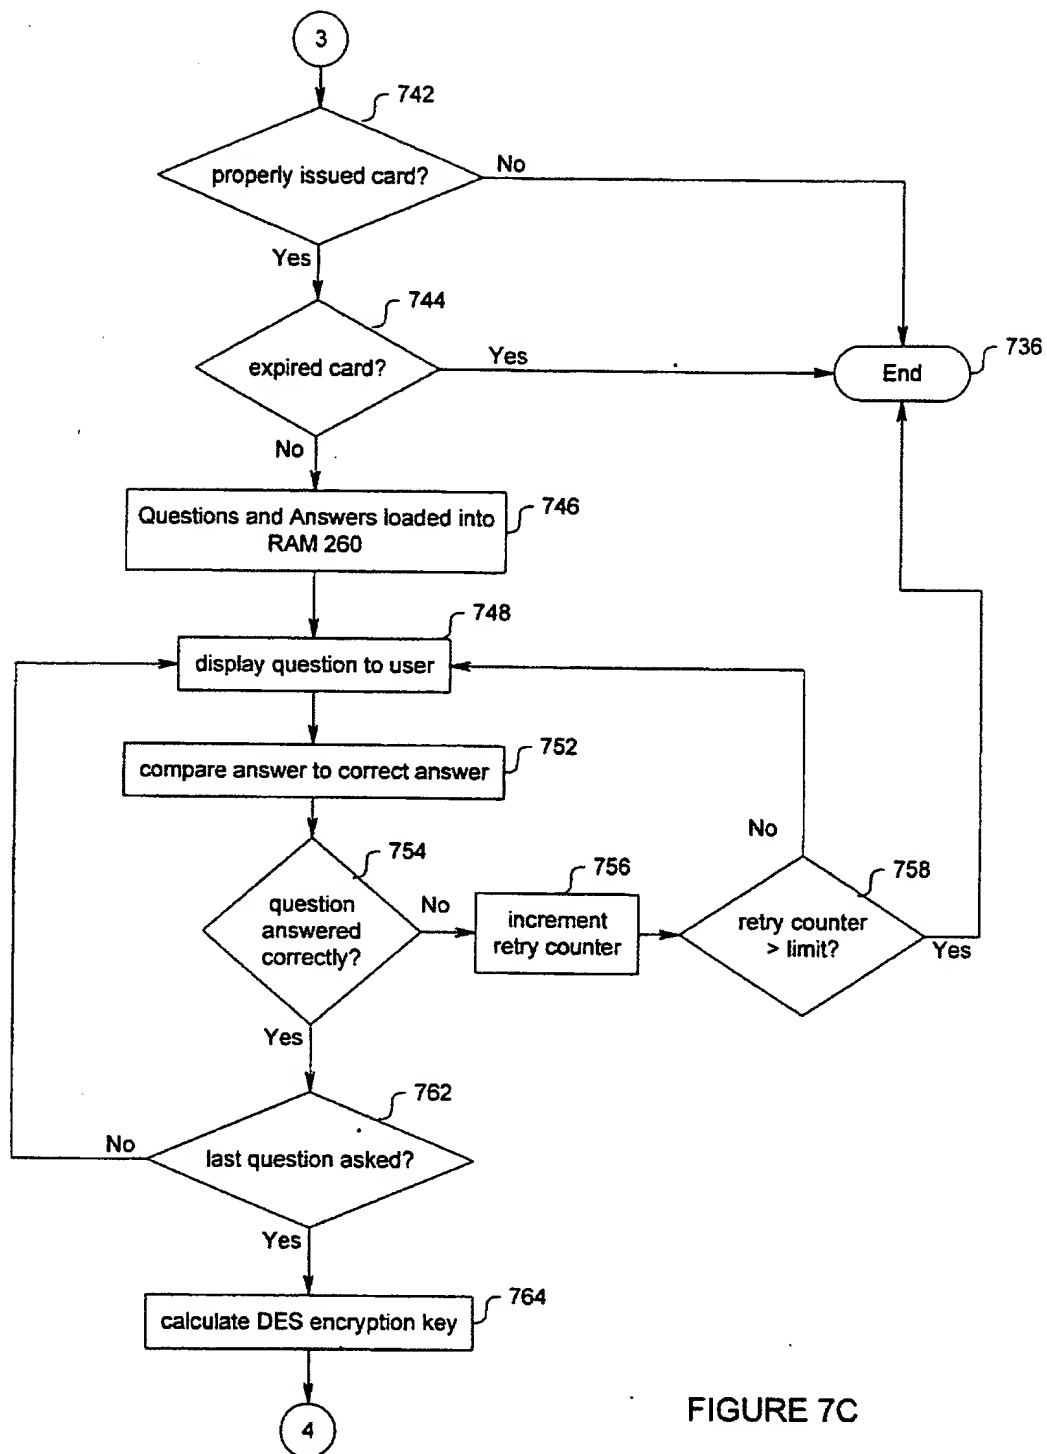 3
742
properly issued card?
No
Yes
744
expired card?
Yes
736
End
No
746
Questions and Answers loaded into
RAM 260
748
display question to user
752
compare answer to correct answer
No
754
756
758
question
answered
correctly?
No
increment
retry counter
retry counter
> limit?
Yes
Yes
762
No
last question asked?
Yes
764
calculate DES encryption key
4
FIGURE 7C